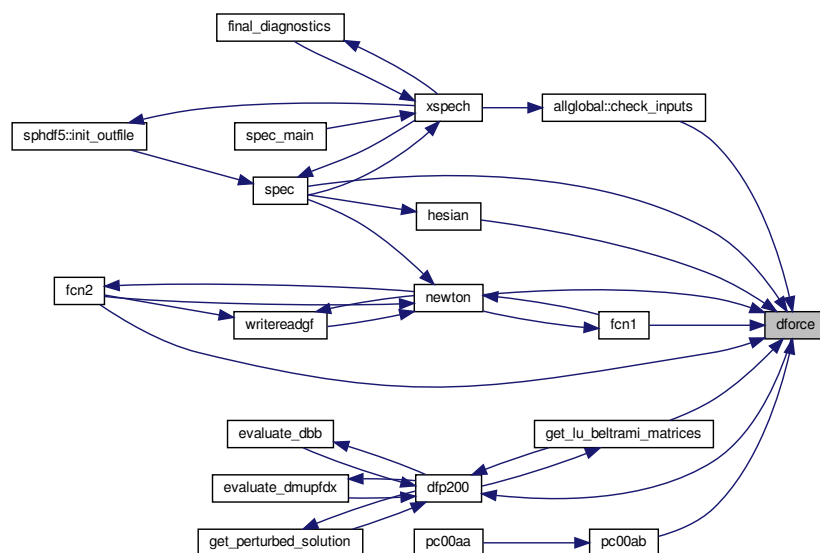 final_diagnostics
xspech
allglobal::check_inputs
sphdf5::init_outfile
spec_main
spec
hesian
fcn2
newton
writereadgf
fcn1
dforce
evaluate_dbb
get_lu_beltrami_matrices
evaluate_dmupfdx
dfp200
get_perturbed_solution
pc00aa
pc00ab